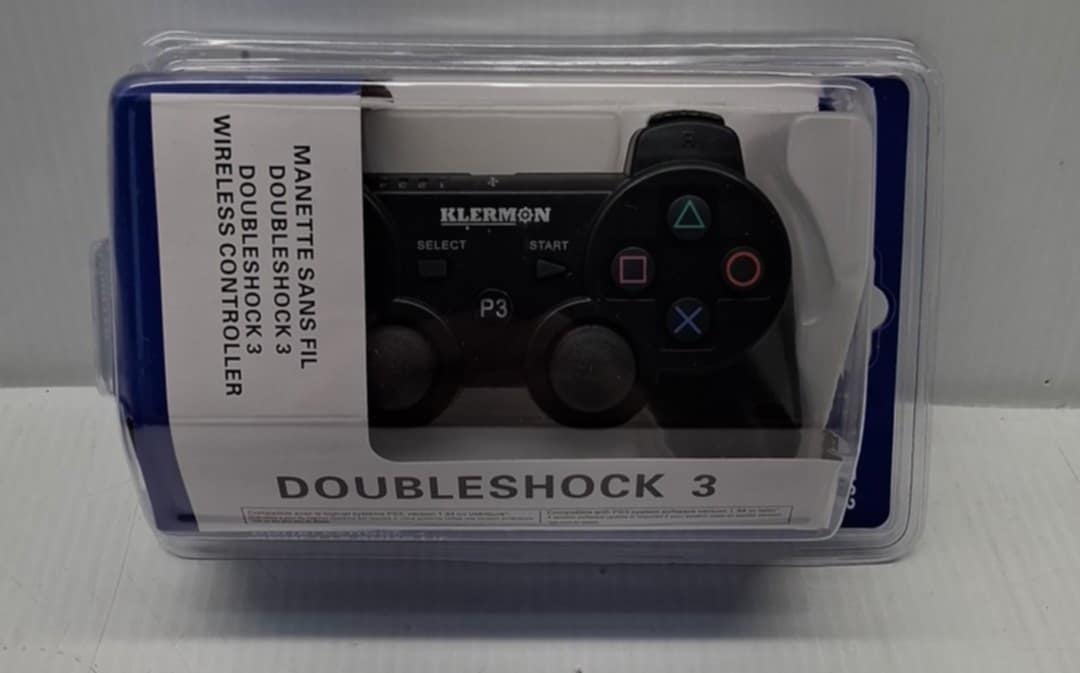 MANETTE SANS FIL
DOUBLESHOCK 3
DOUBLESHOCK 3
WIRELESS CONTROLLER
KLERMON
SELECT
START
P3
DOUBLESHOCK 3